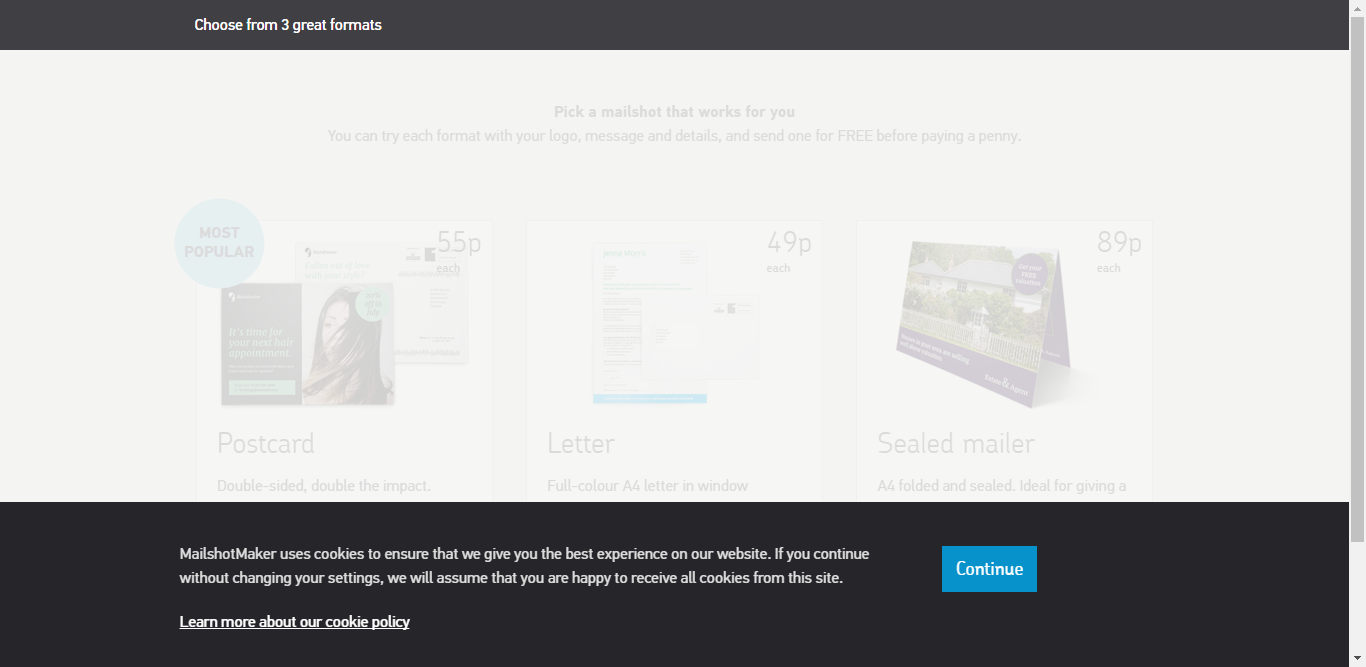 Choose from 3 great formats
Pick a mailshot that works for you
You can try each format with your logo, message and details, and send one for FREE before paying a penny.
MOST
POPULAR
55p
each
It's time for
your next hair
appointment.
49p
each
89p
each
Get your
FREE
valuation
Postcard
Double-sided, double the impact.
Letter
Full-colour A4 letter in window
Sealed mailer
A4 folded and sealed. Ideal for giving a
MailshotMaker uses cookies to ensure that we give you the best experience on our website. If you continue
without changing your settings, we will assume that you are happy to receive all cookies from this site.
Continue
Learn more about our cookie policy